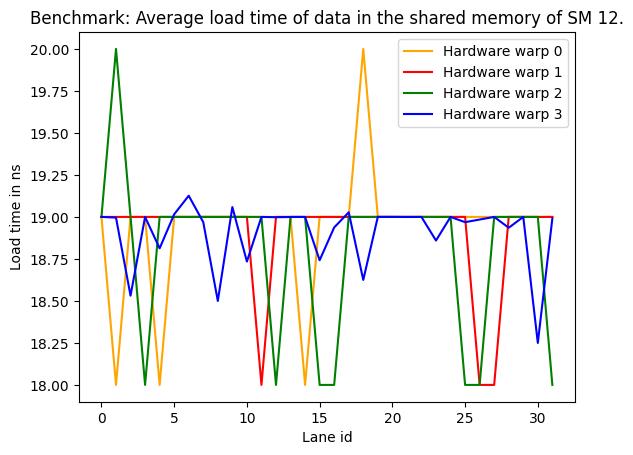 Benchmark: Average load time of data in the shared memory of SM 12.
20.00
19.75
19.50
19.25
19.00
18.75
18.50
18.25
18.00
Load time in ns
Hardware warp 0
Hardware warp 1
Hardware warp 2
Hardware warp 3
0 5 10 15 20 25 30
Lane id